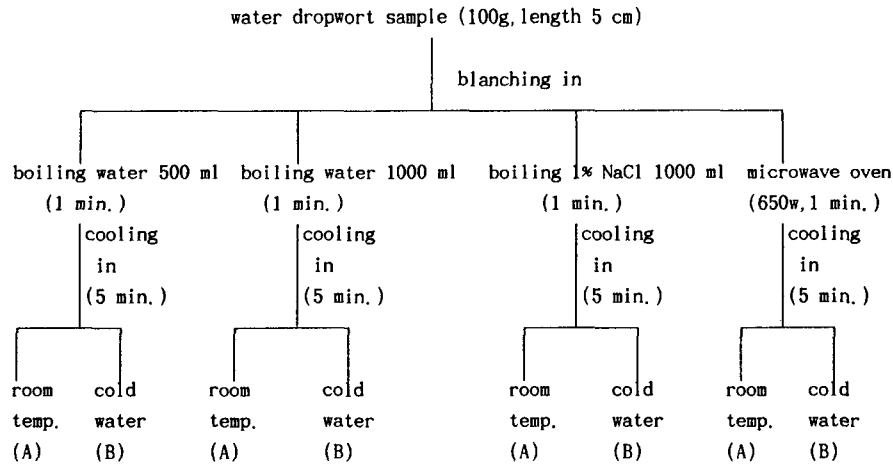 water dropwort sample (100g, length 5 cm)
blanching in
boiling water 500 ml boiling water 1000 ml boiling 1% NaCl 1000 ml microwave oven
(1 min.) (1 min.) (1 min.) (650w, 1 min.)
cooling cooling cooling cooling
in in in in
(5 min.) (5 min.) (5 min.) (5 min.)
room cold room cold room cold room cold
temp. water temp. water temp. water temp. water
(A) (B) (A) (B) (A) (B) (A) (B)